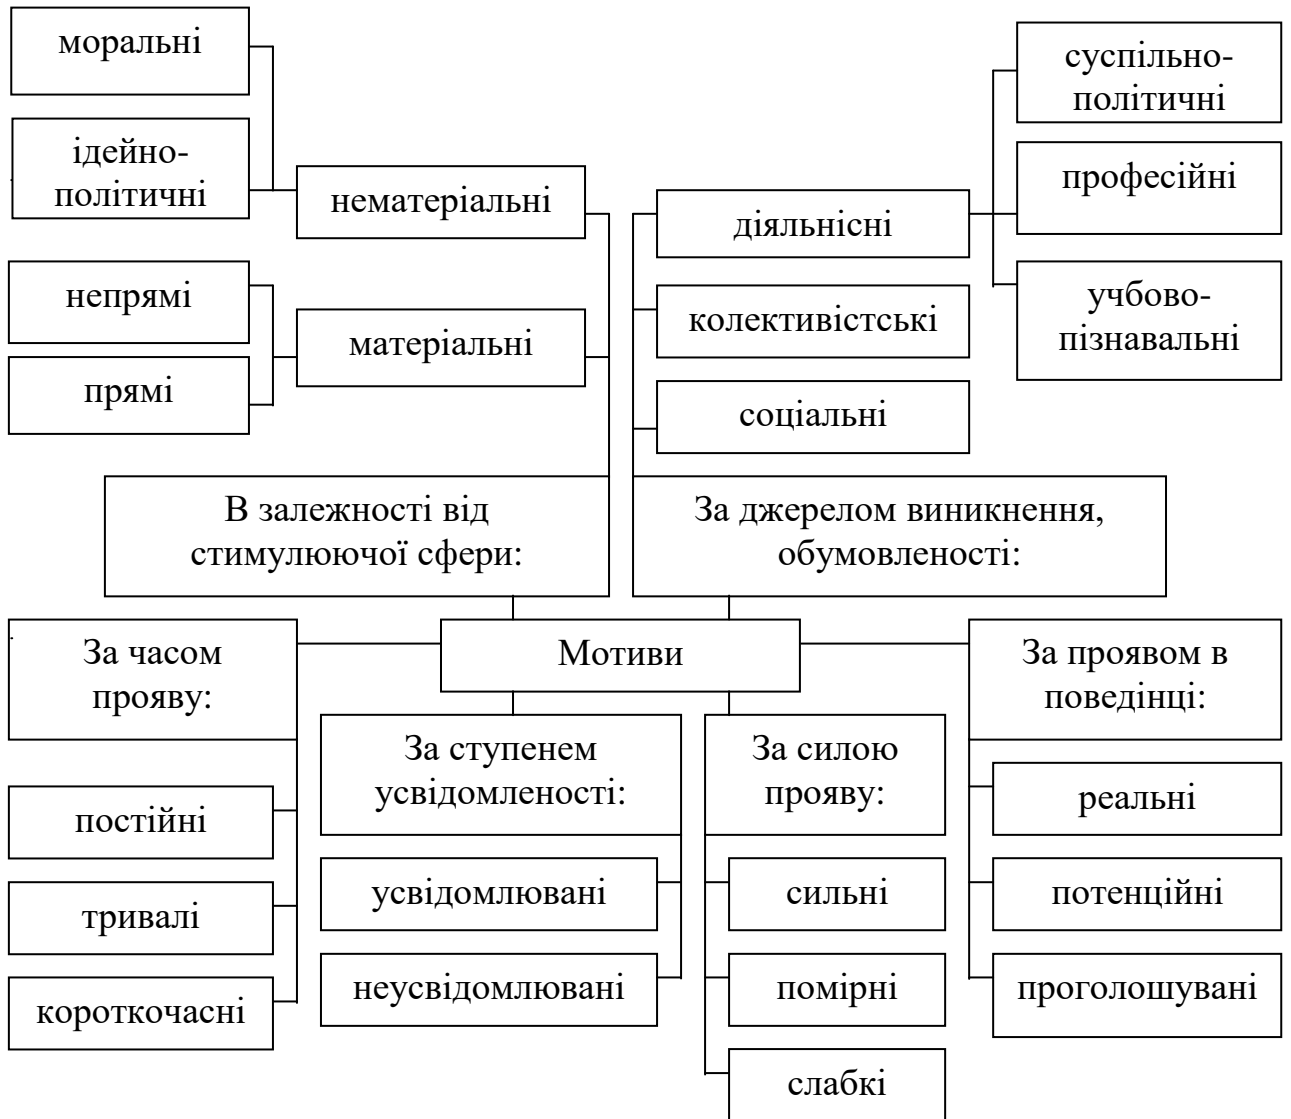 моральні
ідейно-
політичні
нематеріальні
непрямі
прямі
матеріальні
суспільно-
політичні
професійні
учбово-
пізнавальні
діяльнісні
колективістські
соціальні
В залежності від
стимулюючої сфери:
За джерелом виникнення,
обумовленості:
Мотиви
За часом
прояву:
постійні
тривалі
короткочасні
За ступенем
усвідомленості:
усвідомлювані
неусвідомлювані
За силою
прояву:
сильні
помірні
слабкі
За проявом в
поведінці:
реальні
потенційні
проголошувані